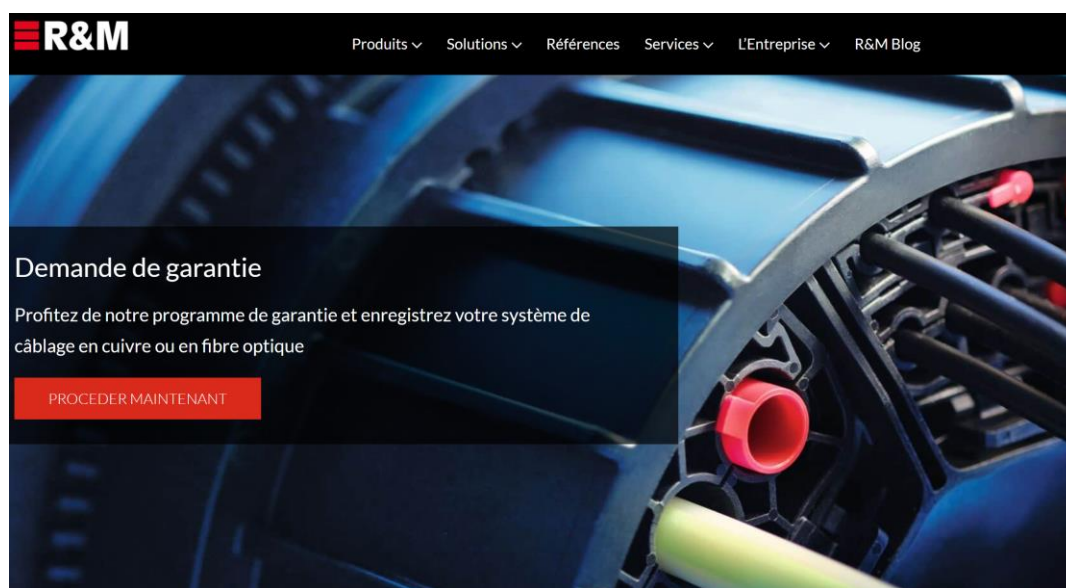 R&M
Produits Solutions Références Services L'Entreprise R&M Blog
Demande de garantie
Profitez de notre programme de garantie et enregistrez votre système de
câblage en cuivre ou en fibre optique
PROCEDER MAINTENANT